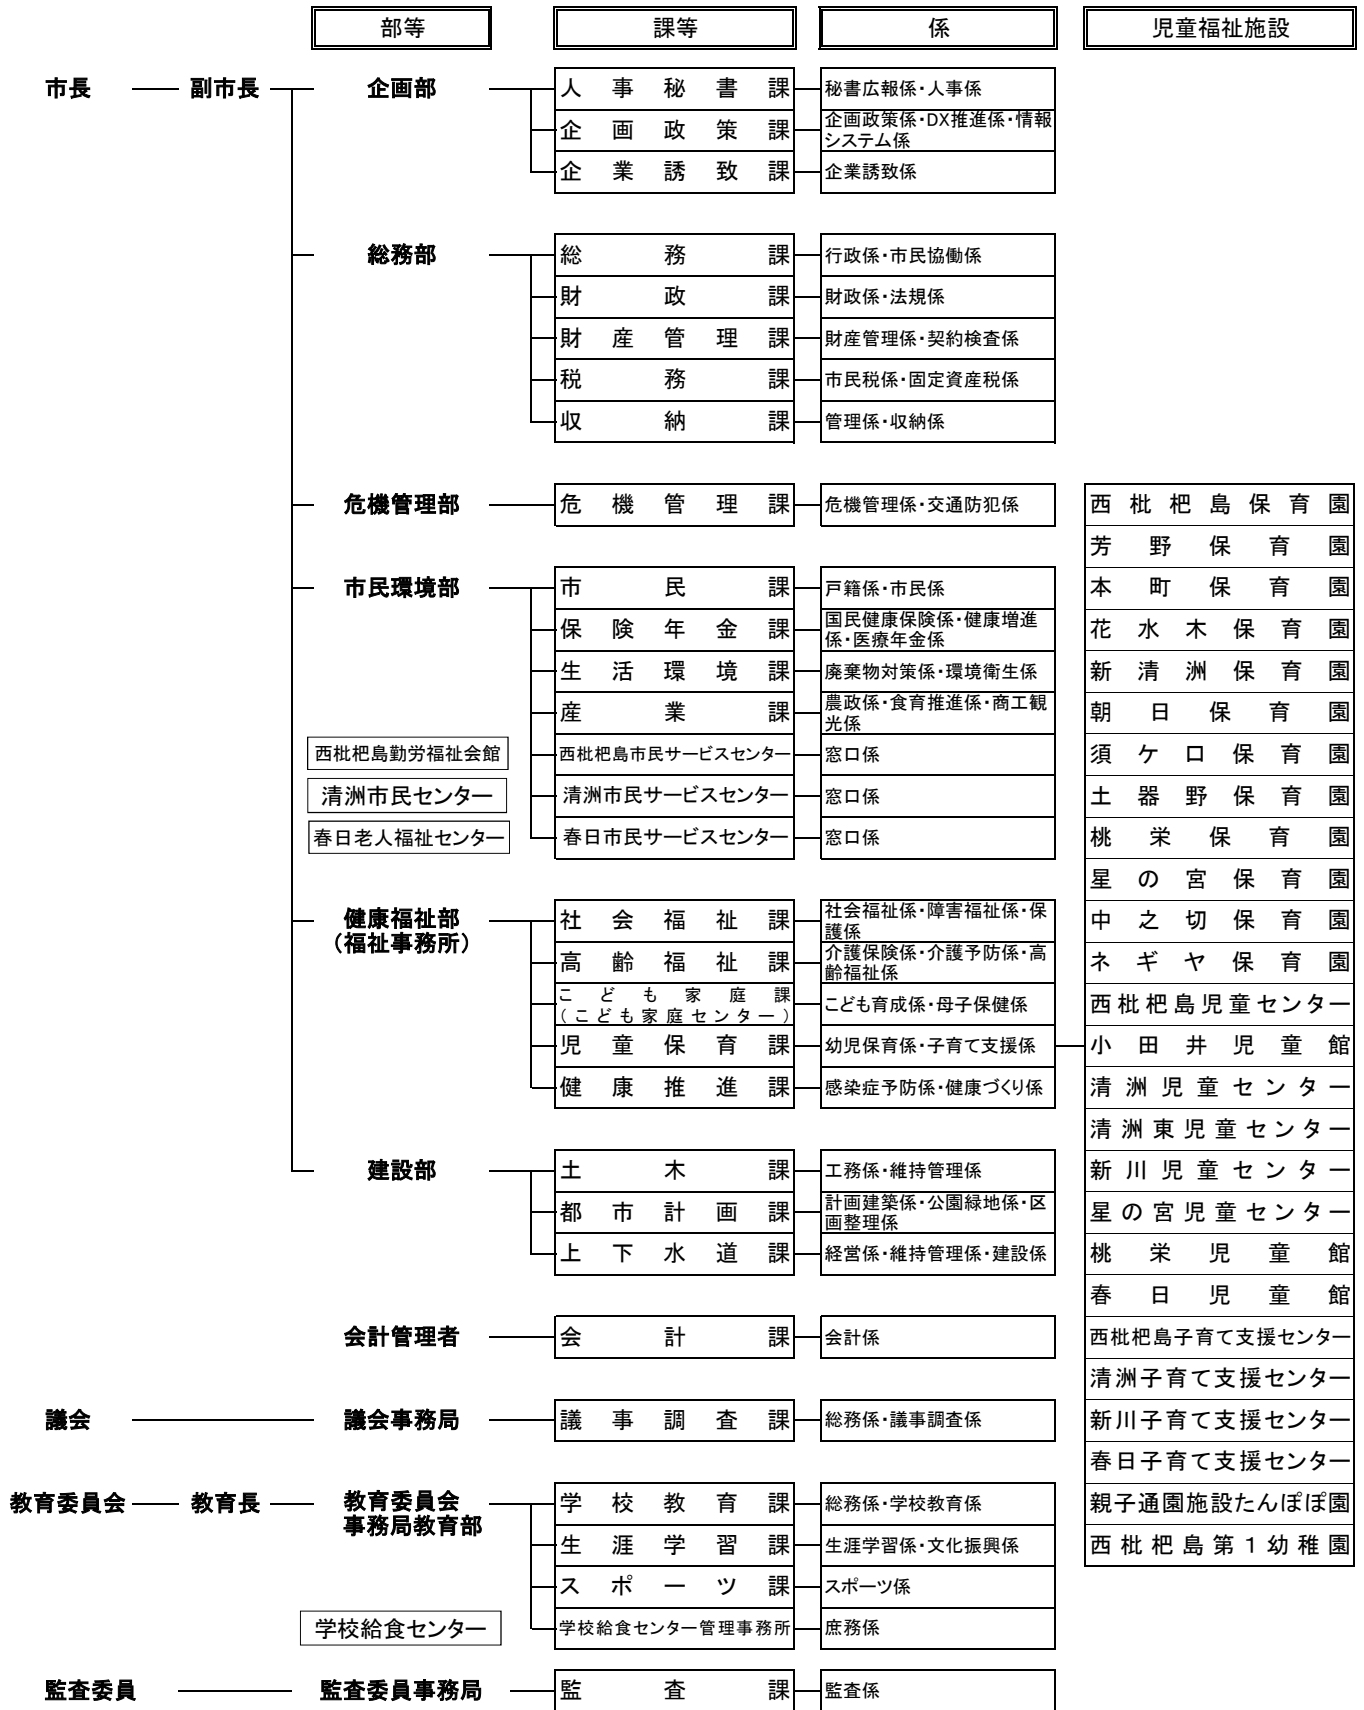 部等 課等 係 児童福祉施設
市長 副市長 企画部 人事秘書課 秘書広報係・人事係
企画政策課 企画政策係・DX推進係・情報
システム係
企業誘致課 企業誘致係
総務部 総務課 行政係・市民協働係
財政課 財政係・法規係
財産管理課 財産管理係・契約検査係
税務課 市民税係・固定資産税係
収納課 管理係・収納係
危機管理部 危機管理課 危機管理係・交通防犯係 西枇杷島保育園
芳野保育園
市民環境部 市民課 戸籍係・市民係 本町保育園
保険年金課 国民健康保険係・健康増進
係・医療年金係 花水木保育園
生活環境課 廃棄物対策係・環境衛生係 新清洲保育園
産業課 農政係・食育推進係・商工観
光係 朝日保育園
西枇杷島勤労福祉会館 西枇杷島市民サービスセンター 窓口係 須ケ口保育園
清洲市民センター 清洲市民サービスセンター 窓口係 土器野保育園
春日老人福祉センター 春日市民サービスセンター 窓口係 桃栄保育園
星の宮保育園
健康福祉部
（福祉事務所） 社会福祉課 社会福祉係・障害福祉係・保
護係 中之切保育園
高齢福祉課 介護保険係・介護予防係・高
齢福祉係 ネギヤ保育園
こども家庭課
（こども家庭センター） こども育成係・母子保健係 西枇杷島児童センター
児童保育課 幼児保育係・子育て支援係 小田井児童館
健康推進課 感染症予防係・健康づくり係 清洲児童センター
清洲東児童センター
建設部 土木課 工務係・維持管理係 新川児童センター
都市計画課 計画建築係・公園緑地係・区
画整理係 星の宮児童センター
上下水道課 経営係・維持管理係・建設係 桃栄児童館
春日児童館
会計管理者 会計課 会計係 西枇杷島子育て支援センター
清洲子育て支援センター
議会 議会事務局 議事調査課 総務係・議事調査係 新川子育て支援センター
春日子育て支援センター
教育委員会 教育長 教育委員会
事務局教育部 学校教育課 総務係・学校教育係 親子通園施設たんぽぽ園
生涯学習課 生涯学習係・文化振興係 西枇杷島第１幼稚園
スポーツ課 スポーツ係
学校給食センター 学校給食センター管理事務所 庶務係
監査委員 監査委員事務局 監査課 監査係